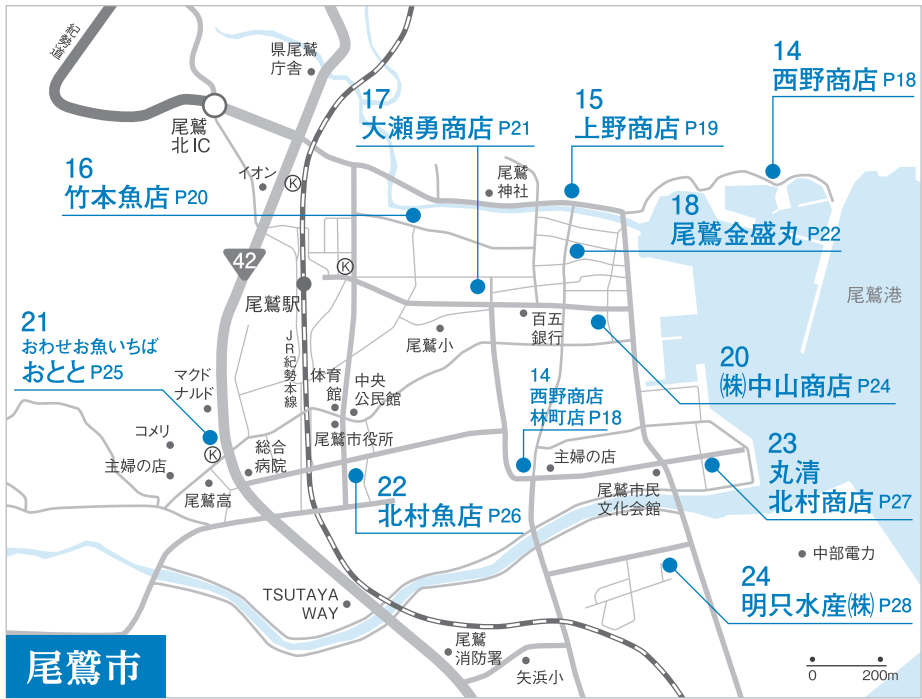 紀勢道
県尾鷲
庁舎
尾鷲
北IC
イオン
14
西野商店 P18
15
上野商店 P19
17
大瀬勇商店 P21
16
竹本魚店 P20
尾鷲
神社
18
尾鷲金盛丸 P22
尾鷲港
42
K
K
尾鷲駅
JR紀勢本線
尾鷲小
百五
銀行
20
㈱中山商店 P24
21
おわせお魚いちば
おとと P25
マクド
ナルド
体育
館
中央
公民館
尾鷲市役所
14
西野商店
林町店 P18
コメリ
主婦の店
K
総合
病院
尾鷲高
主婦の店
尾鷲市民
文化会館
23
丸清
北村商店 P27
22
北村魚店 P26
中部電力
24
明只水産㈱ P28
TSUTAYA
WAY
尾鷲
消防署
矢浜小
尾鷲市
0 200m